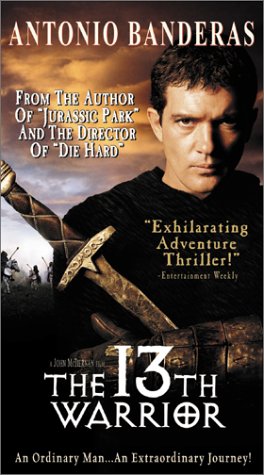 ANTONIO BANDERAS
FROM THE AUTHOR
OF "JURASSIC PARK"
AND THE DIRECTOR
OF "DIE HARD"
"Exhilarating
Adventure
Thriller!"
-Entertainment Weekly
A JOHN McTIERNAN FILM
THE 13TH
WARRIOR
An Ordinary Man...An Extraordinary Journey!